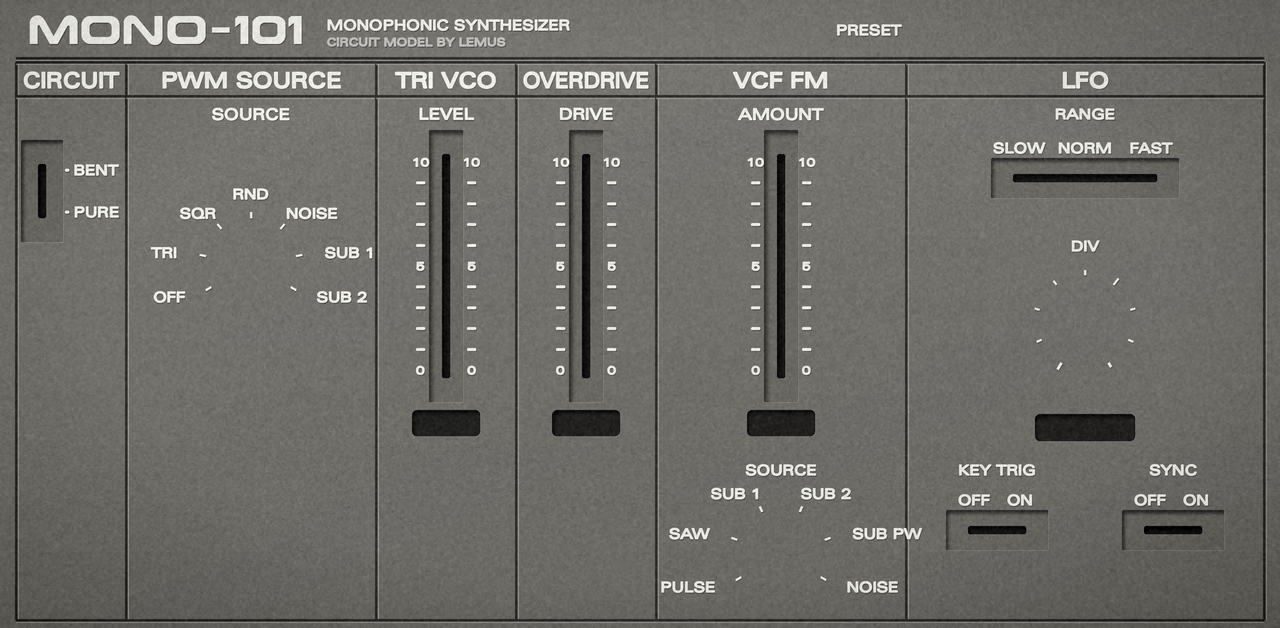 MONO-101
MONOPHONIC SYNTHESIZER
CIRCUIT MODEL BY LEMUS
PRESET
CIRCUIT
PWM SOURCE
TRI VCO
OVERDRIVE
VCF FM
LFO
BENT
PURE
SOURCE
RND
SQR
NOISE
TRI
SUB 1
OFF
SUB 2
LEVEL
10 10
5 5
0 0
DRIVE
10 10
5 5
0 0
AMOUNT
10 10
5 5
0 0
SOURCE
SUB 1 SUB 2
SAW SUB PW
PULSE NOISE
RANGE
SLOW NORM FAST
DIV
KEY TRIG
OFF ON
SYNC
OFF ON